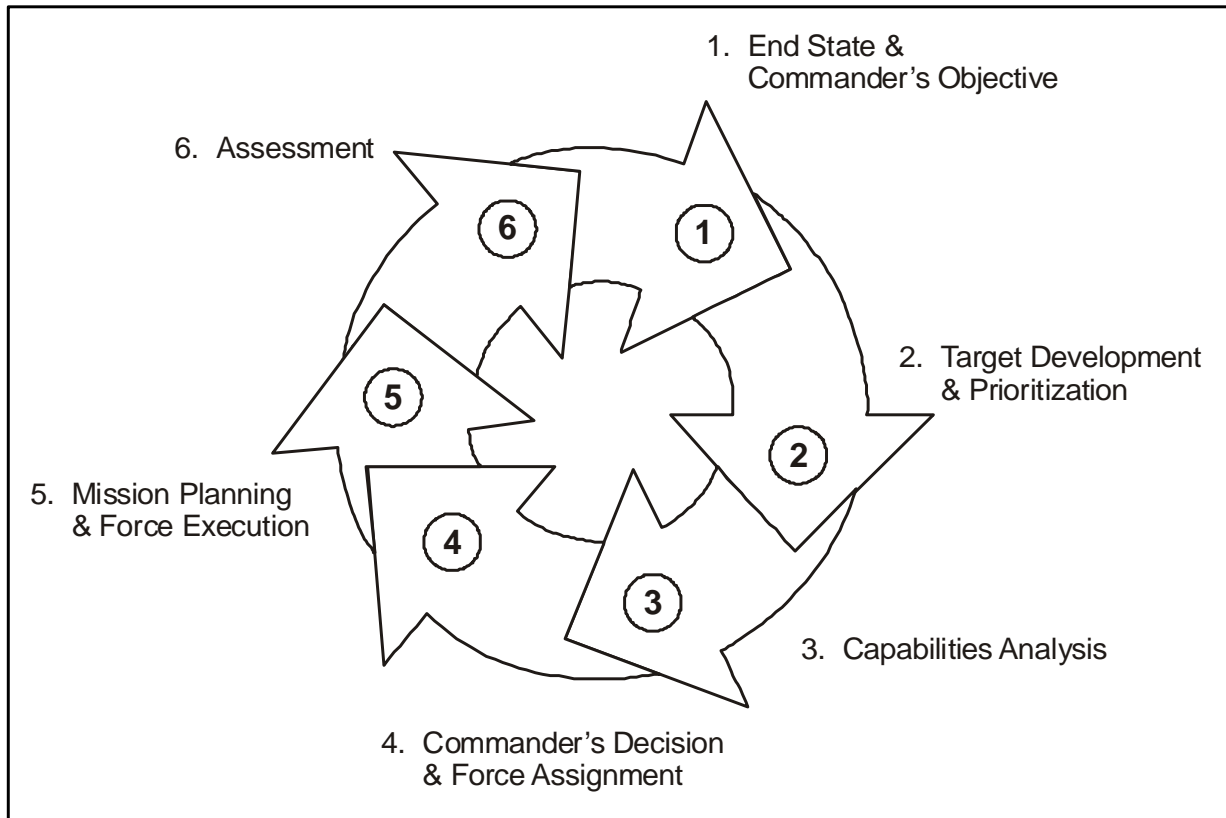 1. End State &
Commander's Objective
6. Assessment
6
1
2. Target Development
& Prioritization
5
2
5. Mission Planning
& Force Execution
4
3
3. Capabilities Analysis
4. Commander's Decision
& Force Assignment